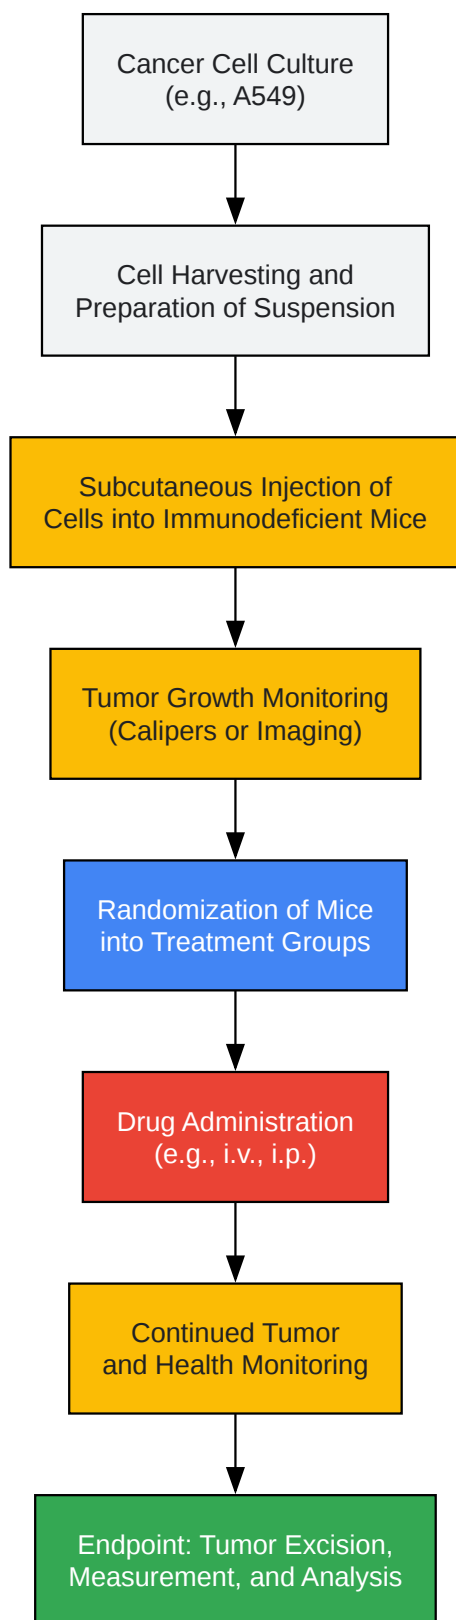 Cancer Cell Culture
(e.g., A549)
Cell Harvesting and
Preparation of Suspension
Subcutaneous Injection of
Cells into Immunodeficient Mice
Tumor Growth Monitoring
(Calipers or Imaging)
Randomization of Mice
into Treatment Groups
Drug Administration
(e.g., i.v., i.p.)
Continued Tumor
and Health Monitoring
Endpoint: Tumor Excision,
Measurement, and Analysis